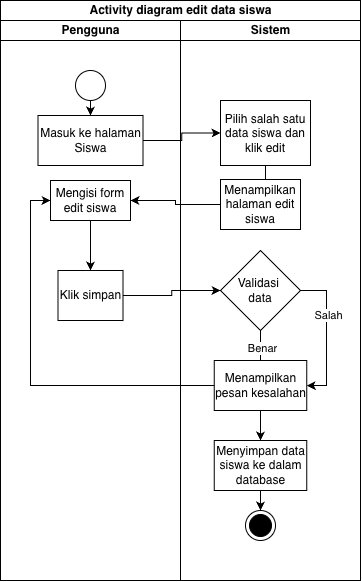 Activity diagram edit data siswa
Pengguna
Sistem
Masuk ke halaman
Siswa
Pilih salah satu
data siswa dan
klik edit
Mengisi form
edit siswa
Menampilkan
halaman edit
siswa
Klik simpan
Validasi
data
Salah
Benar
Menampilkan
pesan kesalahan
Menyimpan data
siswa ke dalam
database